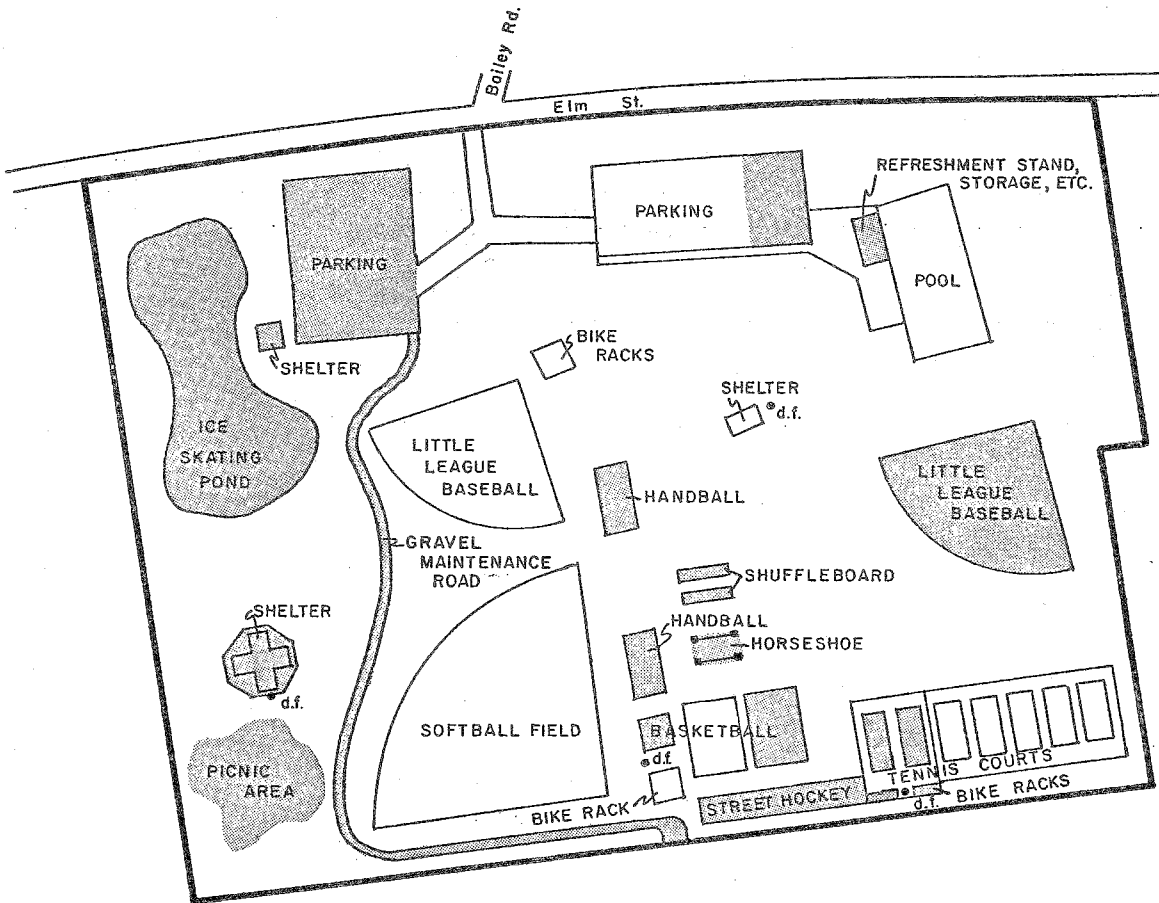 Bailey Rd.
Elm St.
REFRESHMENT STAND,
STORAGE, ETC.
PARKING
PARKING
POOL
BIKE
RACKS
SHELTER
SHELTER
d.f.
ICE
SKATING
POND
LITTLE
LEAGUE
BASEBALL
LITTLE
LEAGUE
BASEBALL
HANDBALL
GRAVEL
MAINTENANCE
ROAD
SHUFFLEBOARD
SHELTER
HANDBALL
HORSESHOE
d.f.
SOFTBALL FIELD
BASKETBALL
d.f.
PICNIC
AREA
TENNIS COURTS
BIKE RACKS
d.f.
STREET HOCKEY
BIKE RACK